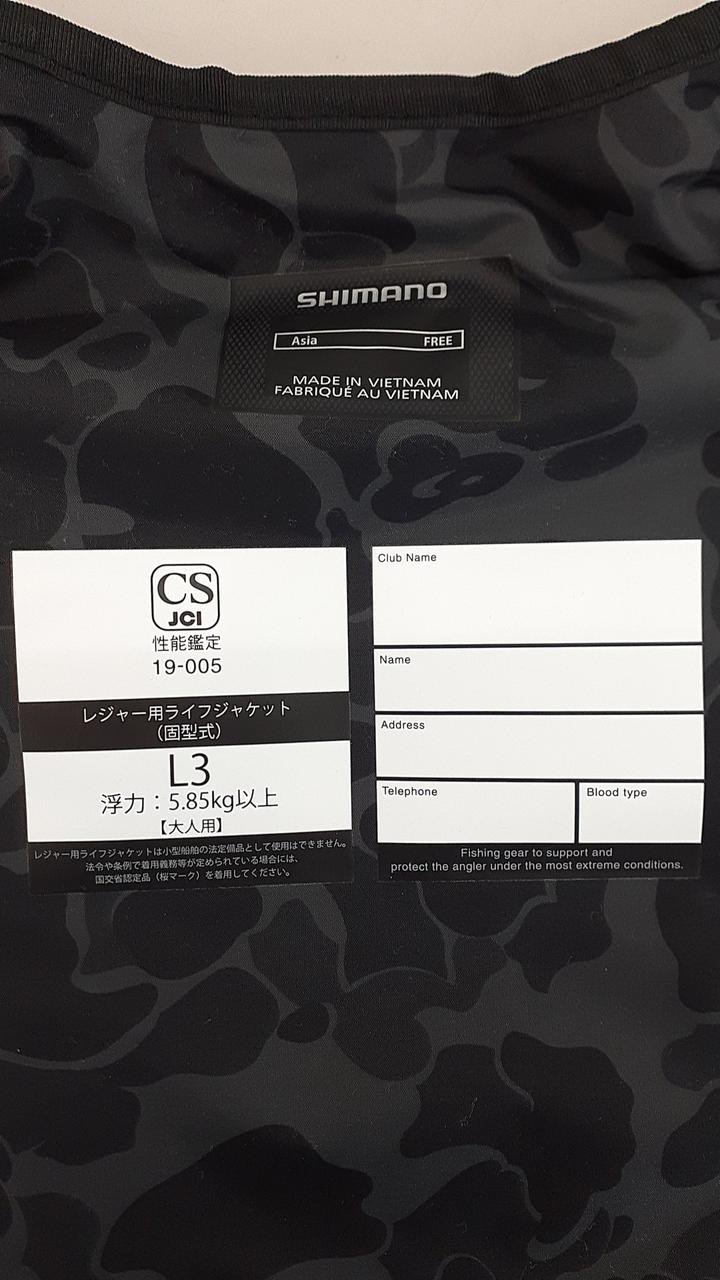 SHIMANO
Asia FREE
MADE IN VIETNAM
FABRIQUÉ AU VIETNAM
CS
JCI
性能鑑定
19-005
レジャー用ライフジャケット
（固型式）
L3
浮力：5.85kg以上
【大人用】
レジャー用ライフジャケットは小型船舶の法定備品として使用はできません。
法令や条例で着用義務等が定められている場合には、
国交省認定品（桜マーク）を着用してください。
Club Name
Name
Address
Telephone Blood type
Fishing gear to support and
protect the angler under the most extreme conditions.